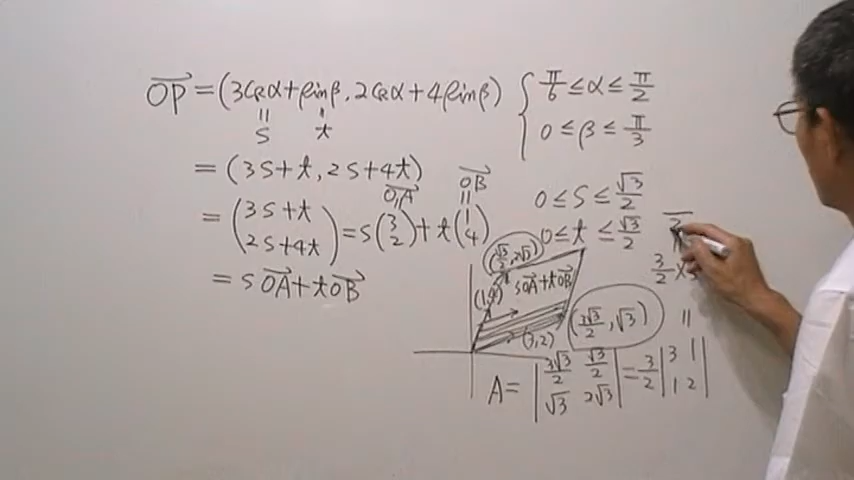 OP = (3cosα+sinβ, 2cosα+4sinβ) { π/6 ≤ α ≤ π/2
0 ≤ β ≤ π/3
= s = t
= (3s+t, 2s+4t)
OA OB
= (3s+t 2s+4t) = s(3 2) + t(1 4)
0 ≤ s ≤ √3/2
0 ≤ t ≤ √3/2
= sOA + tOB
(√3/2, 2√3)
(1,4) sOA+tOB
(3,2) (3√3/2, √3)
3/2 ×
=
A = |3√3/2 √3/2 √3 2√3| = 3/2 |3 1 1 2|